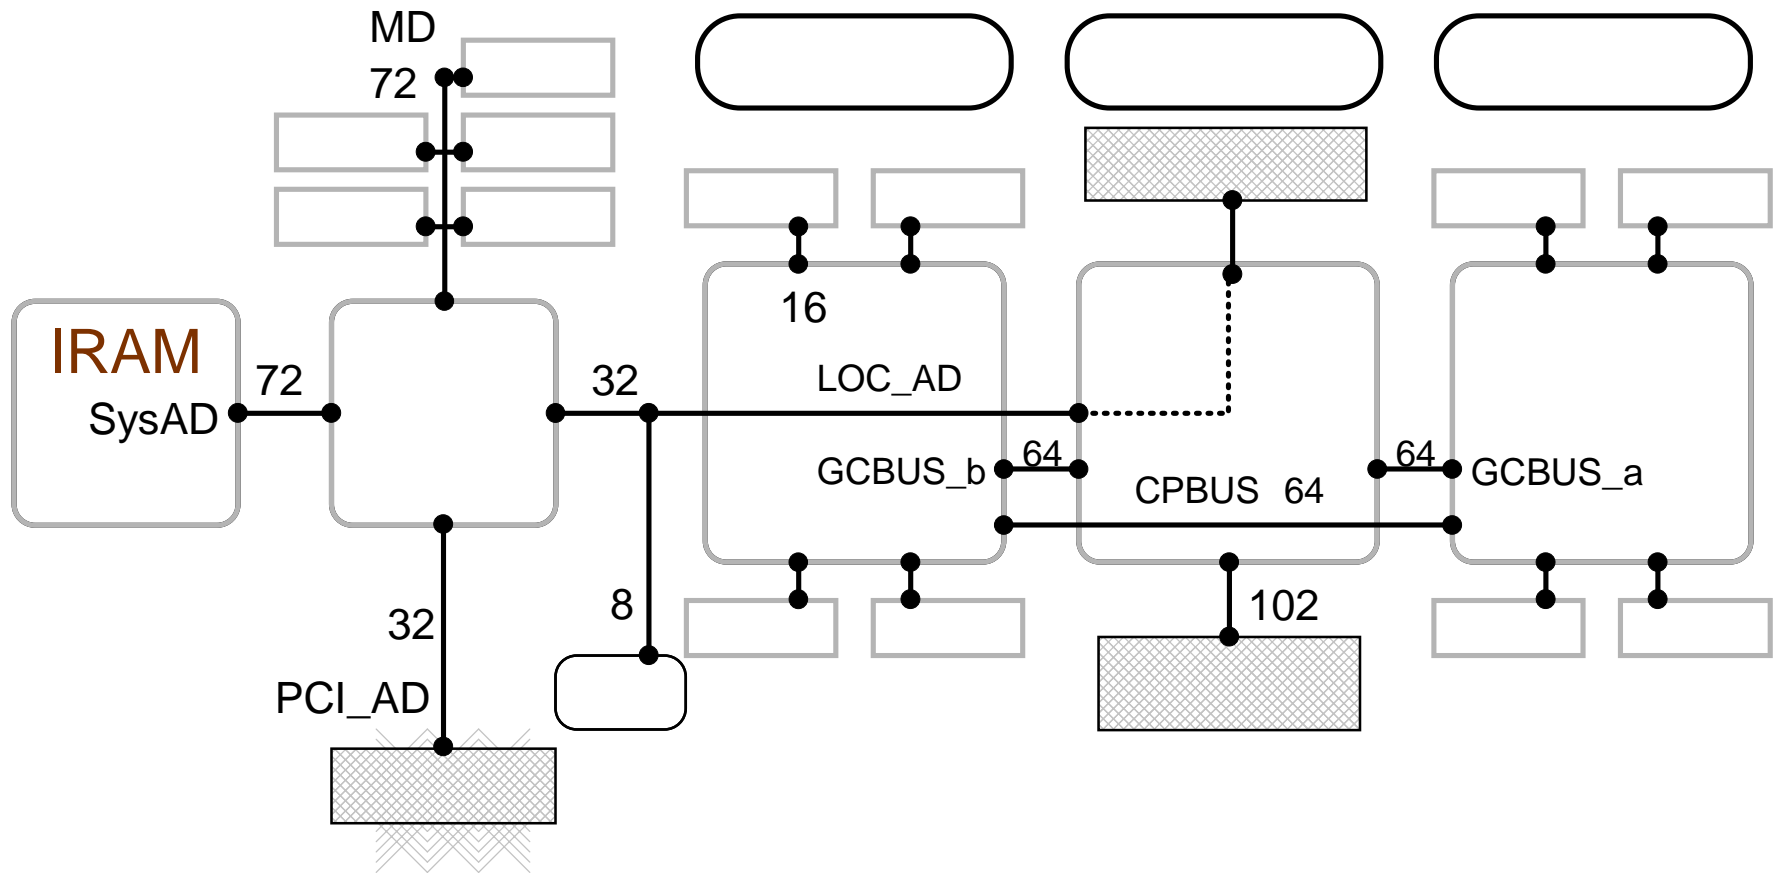 MD
72
16
IRAM
72
32
LOC_AD
SysAD
GCBUS_b
64
CPBUS 64
64
GCBUS_a
8
102
32
PCI_AD